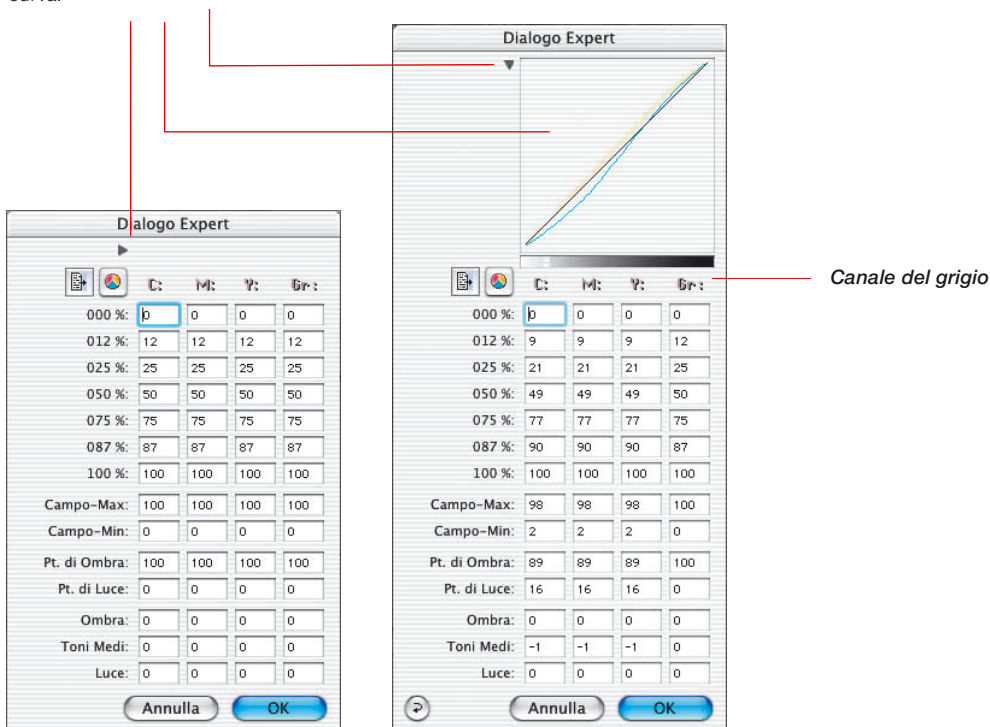 Dialogo Expert
C: M: Y: Gr:
000 %: 0 0 0 0
012 %: 12 12 12 12
025 %: 25 25 25 25
050 %: 50 50 50 50
075 %: 75 75 75 75
087 %: 87 87 87 87
100 %: 100 100 100 100
Campo-Max: 100 100 100 100
Campo-Min: 0 0 0 0
Pt. di Ombra: 100 100 100 100
Pt. di Luce: 0 0 0 0
Ombra: 0 0 0 0
Toni Medi: 0 0 0 0
Luce: 0 0 0 0
Annulla OK
Dialogo Expert
C: M: Y: Gr:
Canale del grigio
000 %: 0 0 0 0
012 %: 9 9 9 12
025 %: 21 21 21 25
050 %: 49 49 49 50
075 %: 77 77 77 75
087 %: 90 90 90 87
100 %: 100 100 100 100
Campo-Max: 98 98 98 100
Campo-Min: 2 2 2 0
Pt. di Ombra: 89 89 89 100
Pt. di Luce: 16 16 16 0
Ombra: 0 0 0 0
Toni Medi: -1 -1 -1 0
Luce: 0 0 0 0
Annulla OK